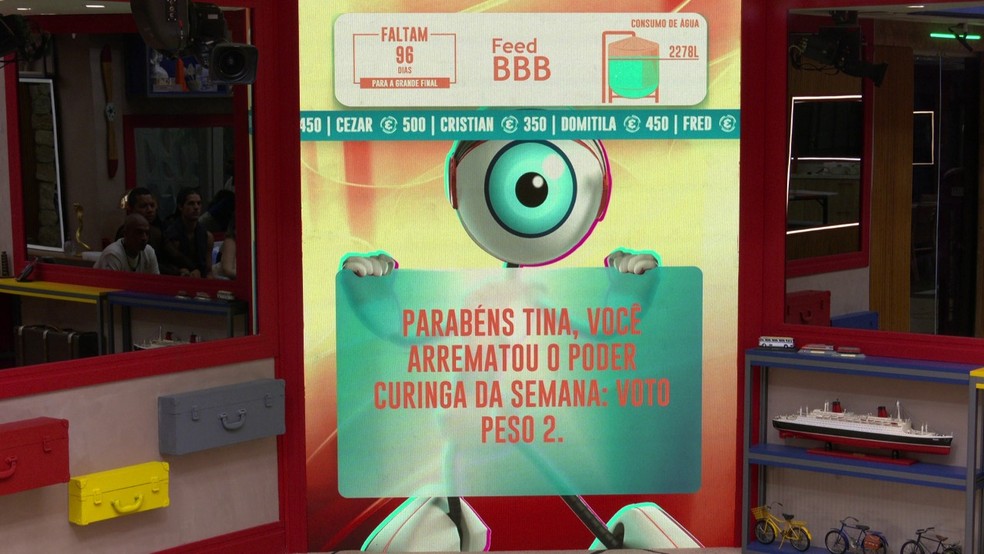 FALTAM
96
DIAS
PARA A GRANDE FINAL
Feed
BBB
CONSUMO DE ÁGUA
2278L
450 | CEZAR € 500 | CRISTIAN € 350 | DOMITILA € 450 | FRED €
PARABÉNS TINA, VOCÊ
ARREMATOU O PODER
CURINGA DA SEMANA: VOTO
PESO 2.